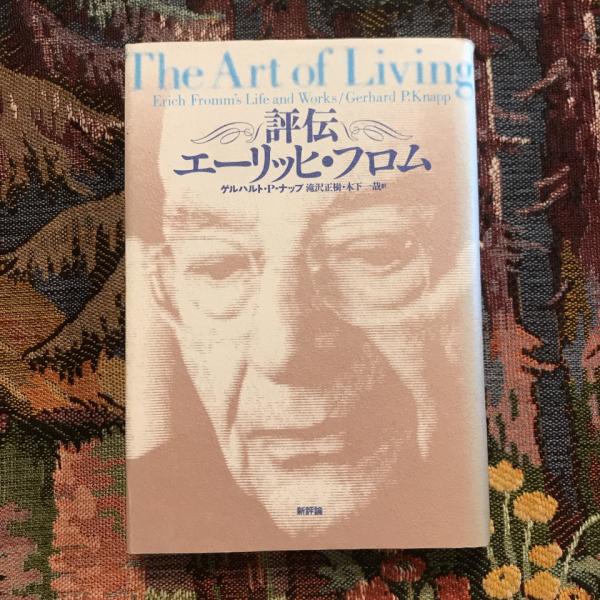 The Art of Living
Erich Fromm's Life and Works/Gerhard P.Knapp
評伝
エーリッヒ・フロム
ゲルハルト・P・ナップ 滝沢正樹・木下一哉訳
新評論